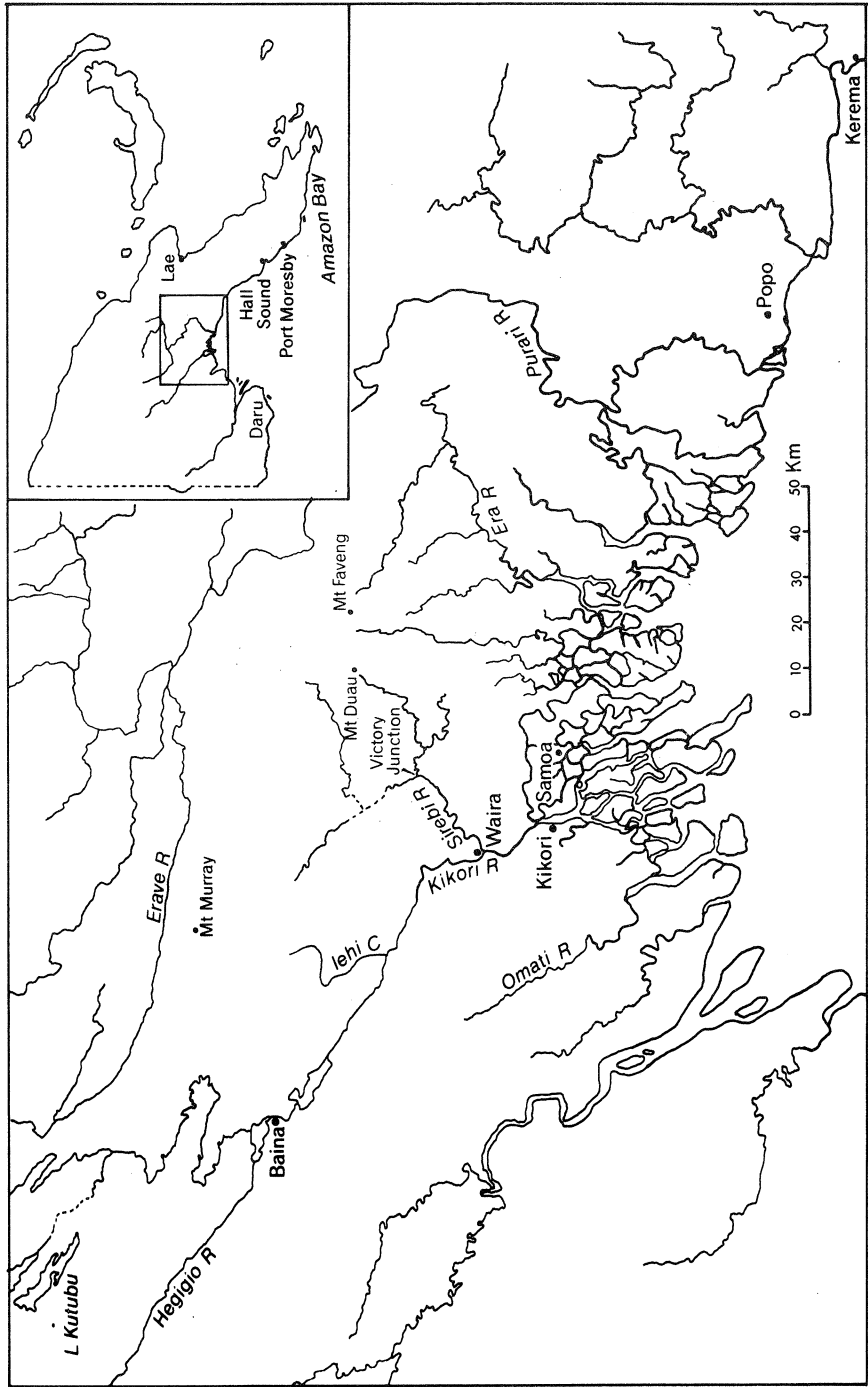 Lae
Hall
Sound
Port Moresby
Amazon Bay
Daru
L Kutubu
Hegigio R
Baina
Erave R
Mt Murray
Iehi C
Mt Faveng
Mt Duau
Victory
Junction
Sirebi R
Waira
Kikori R
Kikori
Samoa
Omati R
Era R
Purari R
Popo
Kerema
0 10 20 30 40 50 Km